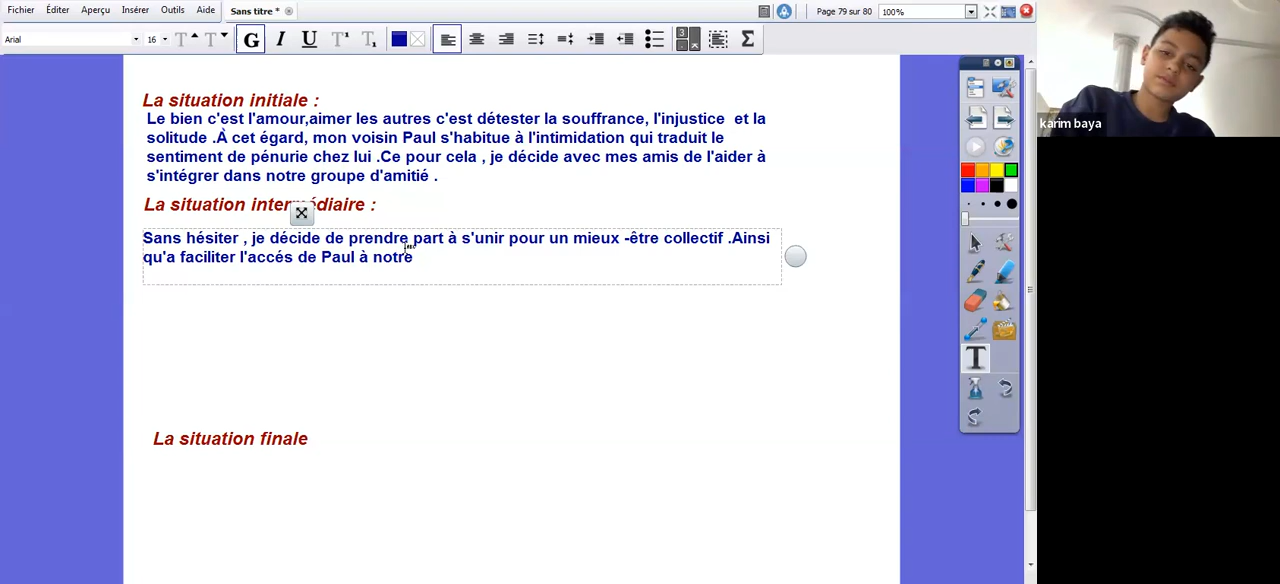 Fichier Éditer Aperçu Insérer Outils Aide Sans titre * Page 79 sur 80 100%
Arial 16 G I U T¹ T₁ Σ
La situation initiale :
Le bien c'est l'amour,aimer les autres c'est détester la souffrance, l'injustice et la
solitude .À cet égard, mon voisin Paul s'habitue à l'intimidation qui traduit le
sentiment de pénurie chez lui .Ce pour cela , je décide avec mes amis de l'aider à
s'intégrer dans notre groupe d'amitié .
La situation intermédiaire :
Sans hésiter , je décide de prendre part à s'unir pour un mieux -être collectif .Ainsi
qu'a faciliter l'accés de Paul à notre
La situation finale
karim baya